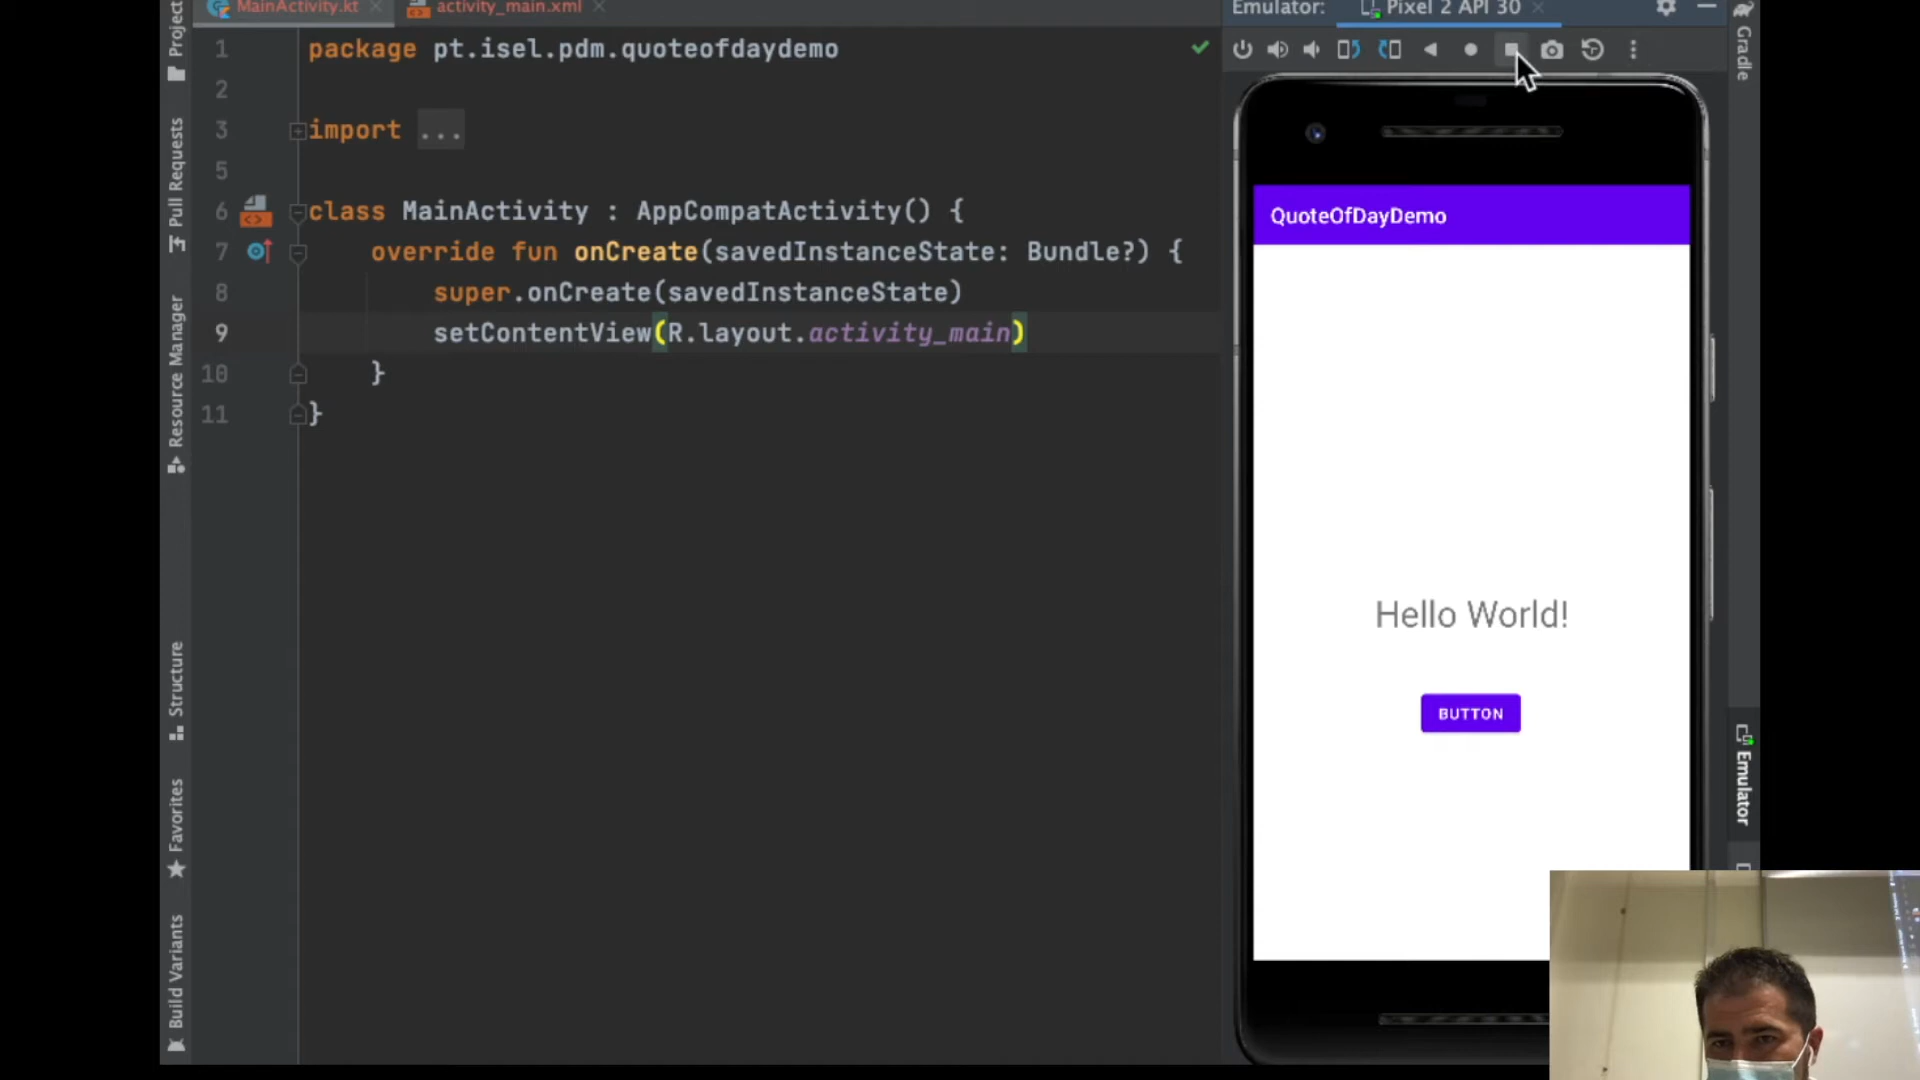 MainActivity.kt
activity_main.xml
Emulator:
Pixel 2 API 30
Project
Pull Requests
Resource Manager
Structure
Favorites
Build Variants
1 package pt.isel.pdm.quoteofdaydemo
2
3 import ...
5
6 class MainActivity : AppCompatActivity() {
7 override fun onCreate(savedInstanceState: Bundle?) {
8 super.onCreate(savedInstanceState)
9 setContentView(R.layout.activity_main)
10 }
11 }
QuoteOfDayDemo
Hello World!
BUTTON
Gradle
Emulator